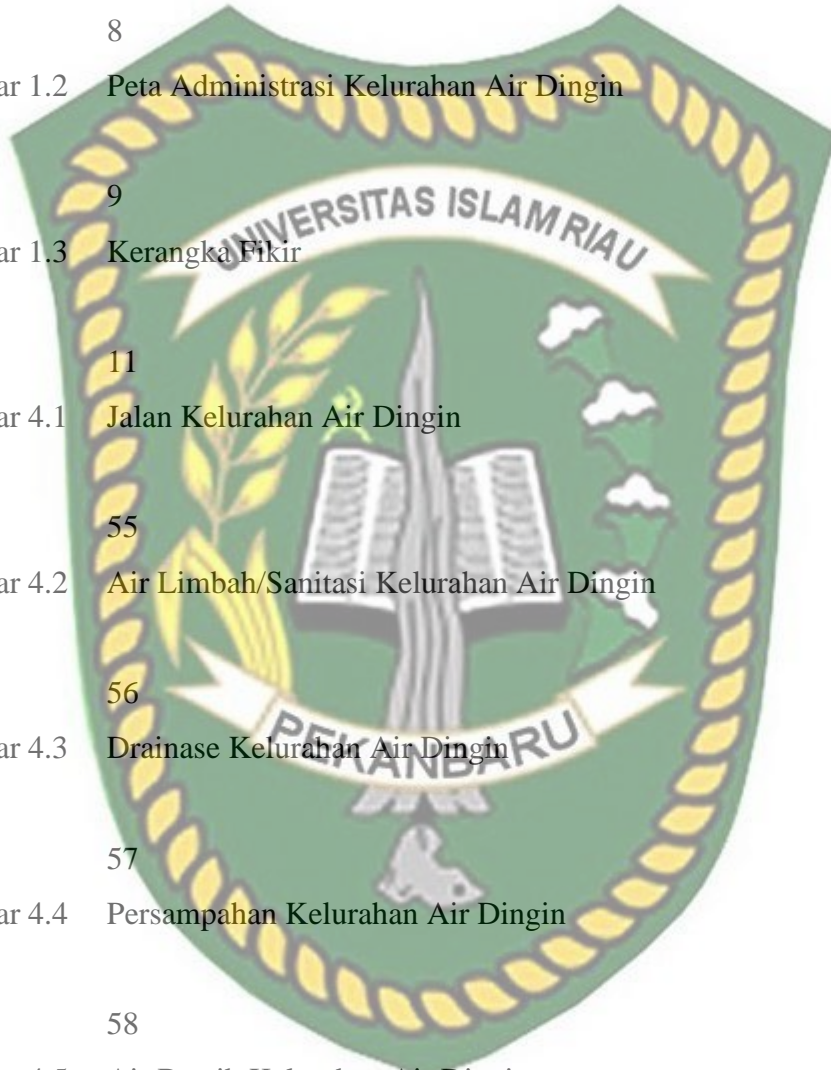 8
ar 1.2 Peta Administrasi Kelurahan Air Dingin
9
UNIVERSITAS ISLAM RIAU
ar 1.3 Kerangka Fikir
11
ar 4.1 Jalan Kelurahan Air Dingin
55
ar 4.2 Air Limbah/Sanitasi Kelurahan Air Dingin
56
PEKANBARU
ar 4.3 Drainase Kelurahan Air Dingin
57
ar 4.4 Persampahan Kelurahan Air Dingin
58